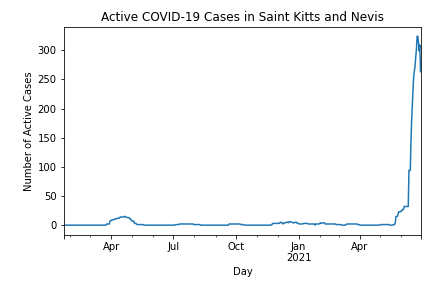 Active COVID-19 Cases in Saint Kitts and Nevis
Number of Active Cases
300
250
200
150
100
50
0
Apr
Jul
Oct
Jan
2021
Apr
Day